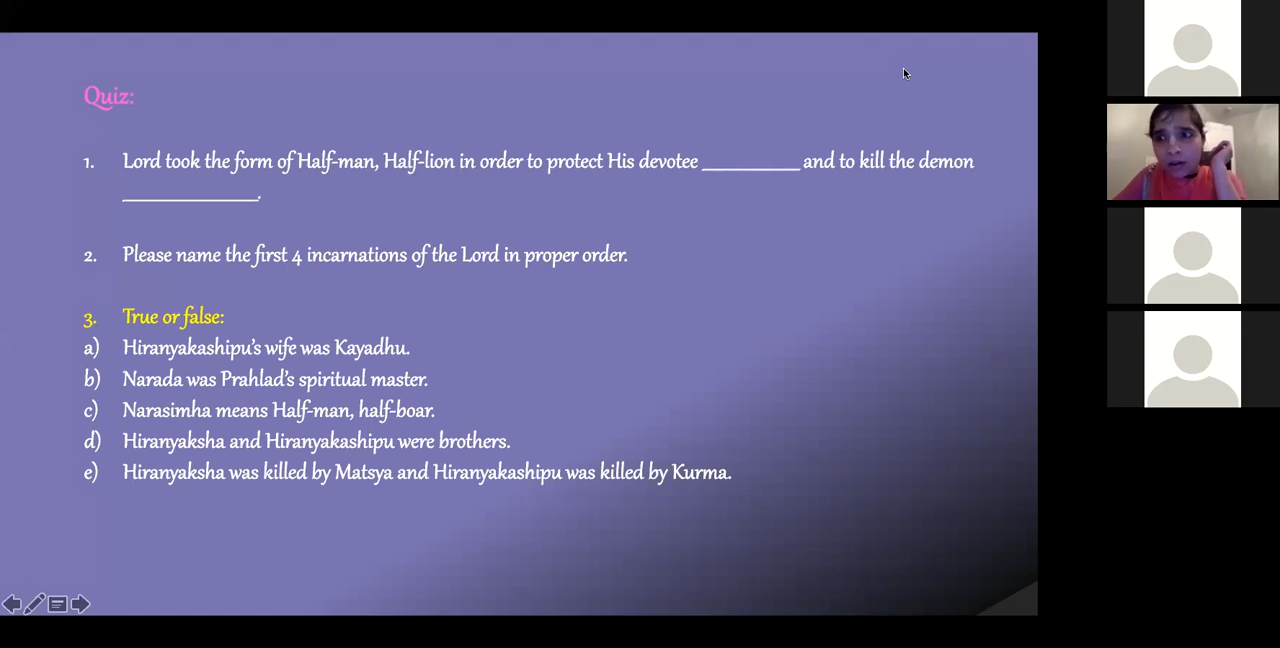 Quiz:
1. Lord took the form of Half-man, Half-lion in order to protect His devotee ___________ and to kill the demon
_______________.
2. Please name the first 4 incarnations of the Lord in proper order.
3. True or false:
a) Hiranyakashipu's wife was Kayadhu.
b) Narada was Prahlad's spiritual master.
c) Narasimha means Half-man, half-boar.
d) Hiranyaksha and Hiranyakashipu were brothers.
e) Hiranyaksha was killed by Matsya and Hiranyakashipu was killed by Kurma.